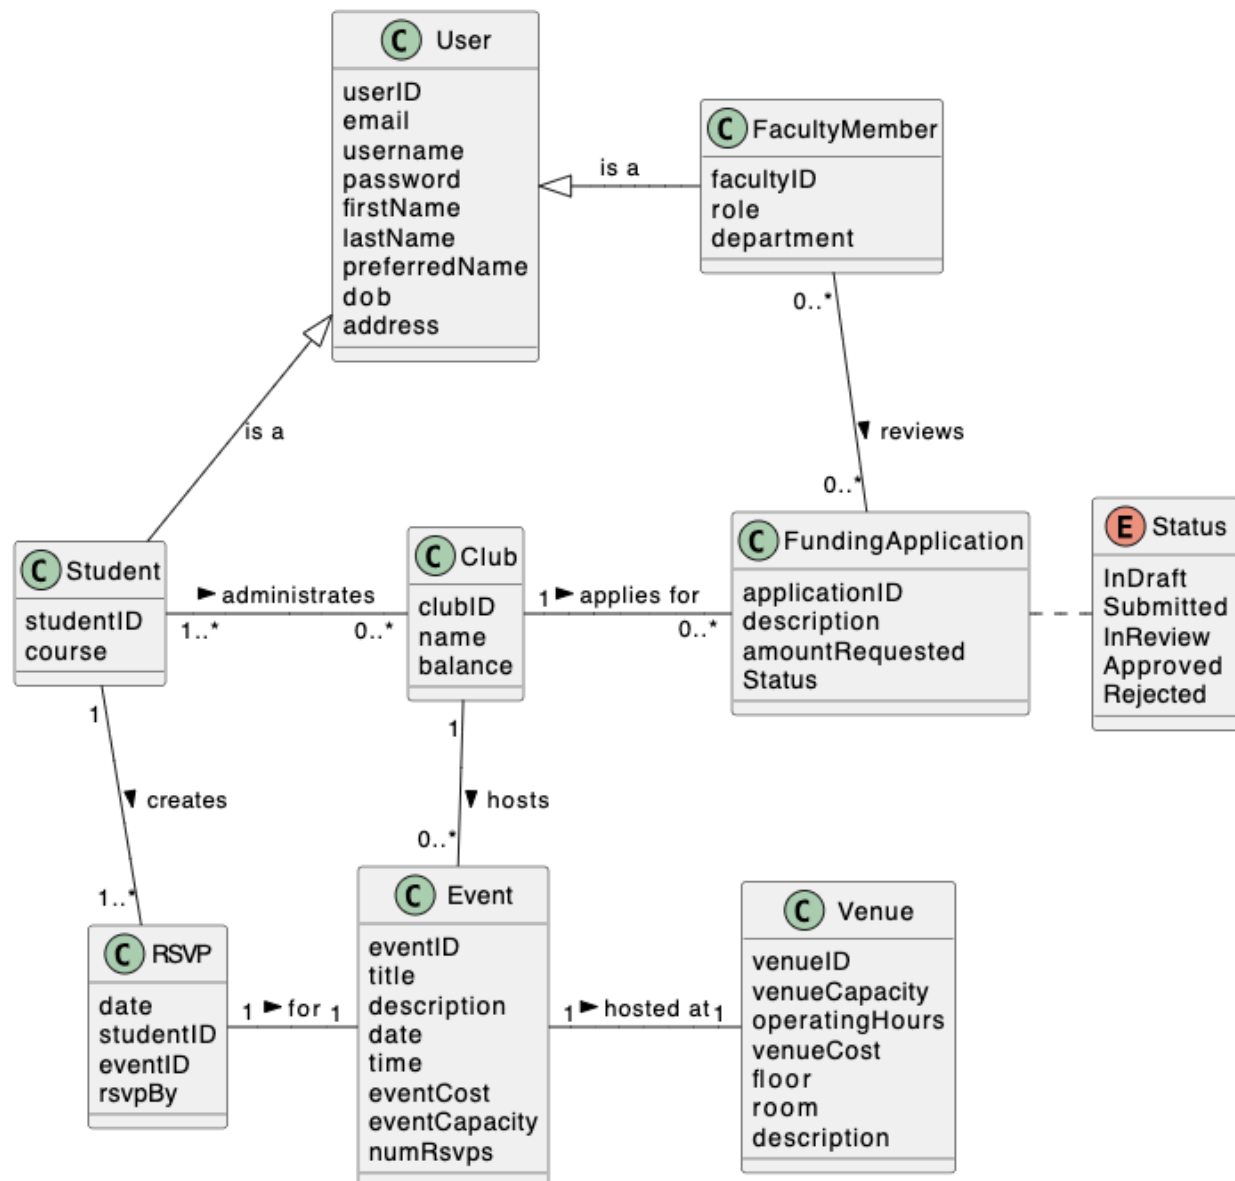 C User
userID
email
username
password
firstName
lastName
preferredName
dob
address
C FacultyMember
facultyID
role
department
is a
is a
0..*
reviews
0..*
C Student
studentID
course
administrates
1..*
0..*
C Club
clubID
name
balance
1 applies for
0..*
C FundingApplication
applicationID
description
amountRequested
Status
E Status
InDraft
Submitted
InReview
Approved
Rejected
1
creates
1..*
1
hosts
0..*
C RSVP
date
studentID
eventID
rsvpBy
1 for 1
C Event
eventID
title
description
date
time
eventCost
eventCapacity
numRsvps
1 hosted at 1
C Venue
venueID
venueCapacity
operatingHours
venueCost
floor
room
description